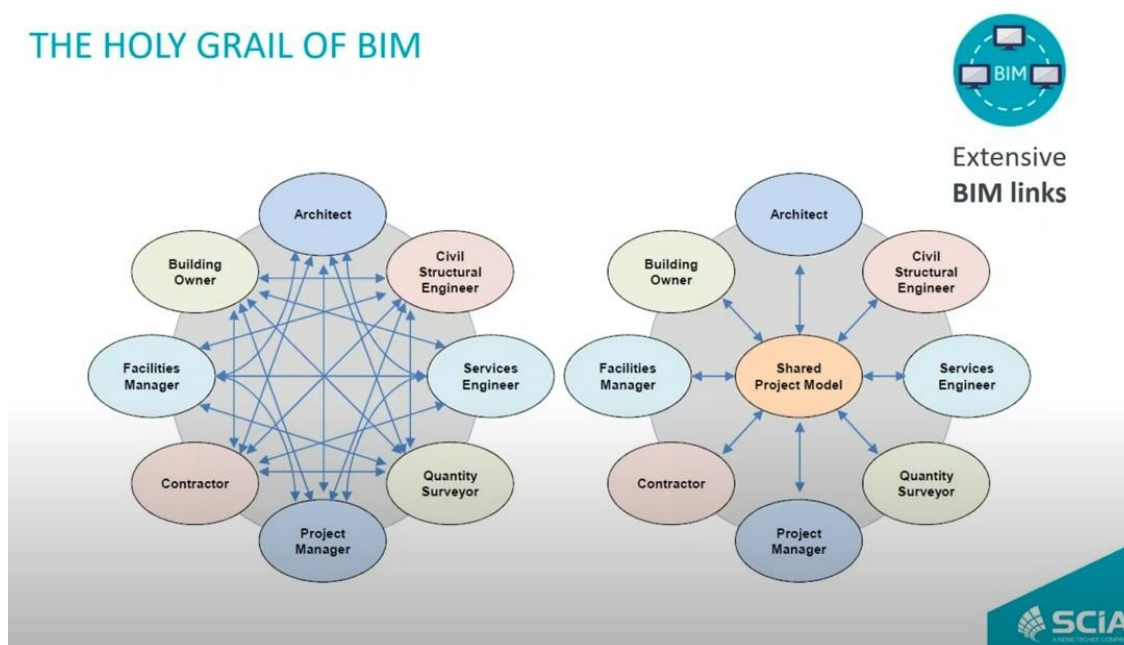 THE HOLY GRAIL OF BIM
BIM
Extensive
BIM links
Architect
Building
Owner
Civil
Structural
Engineer
Facilities
Manager
Services
Engineer
Contractor
Quantity
Surveyor
Project
Manager
Architect
Building
Owner
Civil
Structural
Engineer
Facilities
Manager
Shared
Project Model
Services
Engineer
Contractor
Quantity
Surveyor
Project
Manager
SCiA
A NEMETSCHEK COMPA